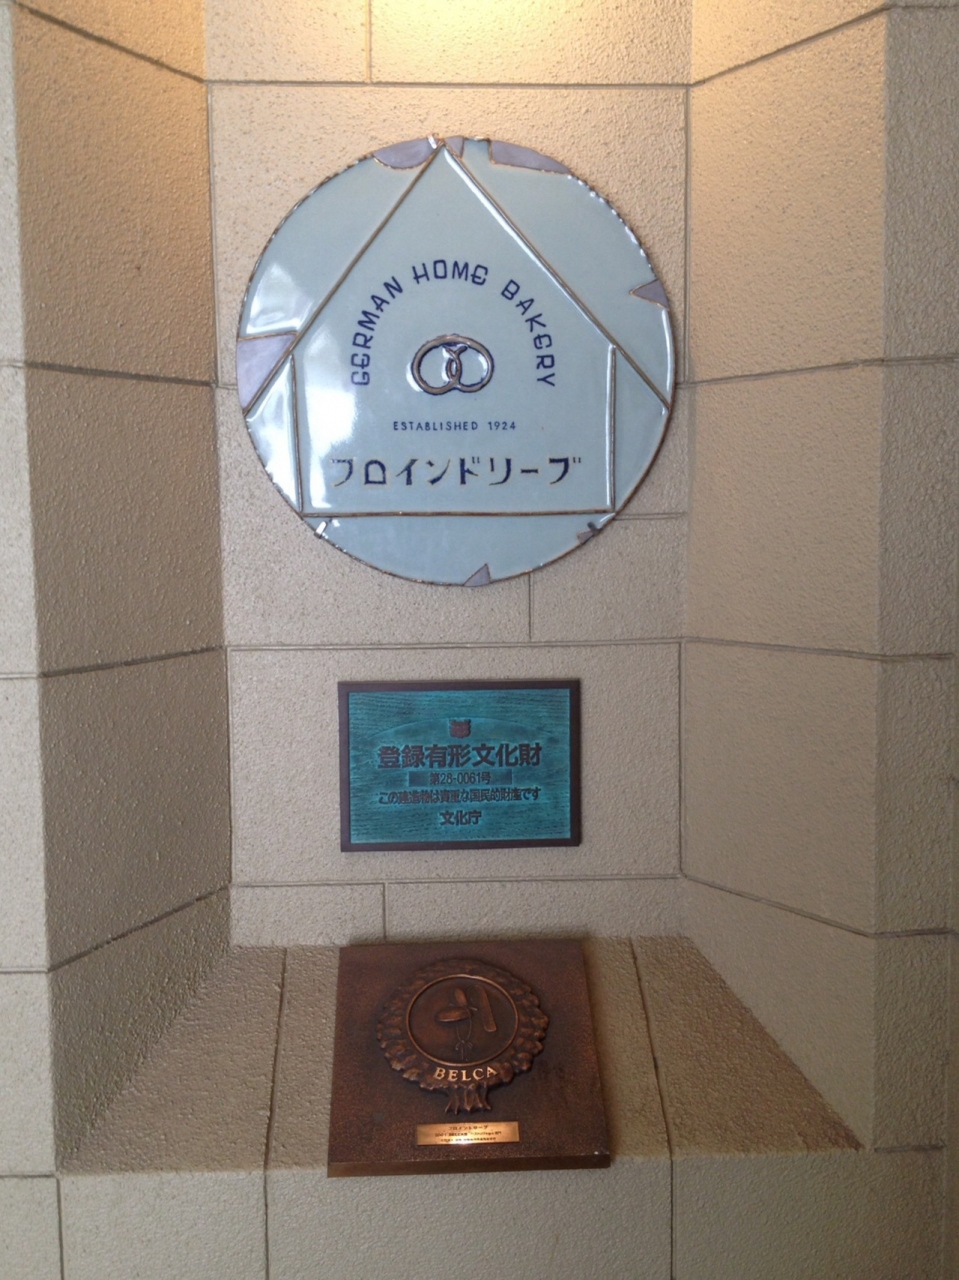 GERMAN HOME BAKERY
ESTABLISHED 1924
フロインドリーブ
登録有形文化財
第28-0061号
この建造物は貴重な国民的財産です
文化庁
BELCA
フロインドリーブ